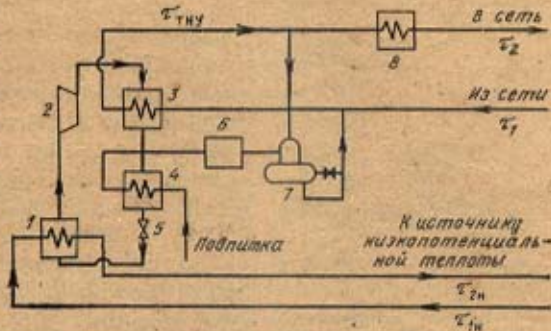 τтну
В сеть
τ2
8
Из сети
τ1
2
3
6
4
7
1
5
Подпитка
К источнику
низкопотенциаль-
ной теплоты
τ2н
τ1н